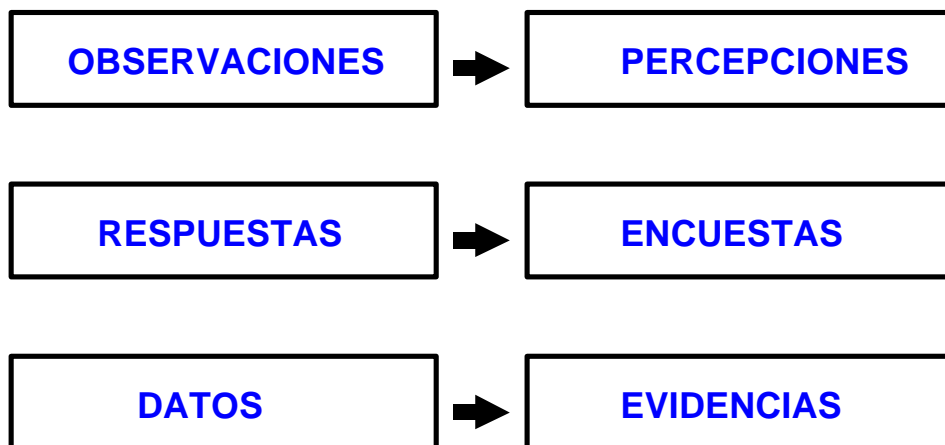 OBSERVACIONES PERCEPCIONES
RESPUESTAS ENCUESTAS
DATOS EVIDENCIAS